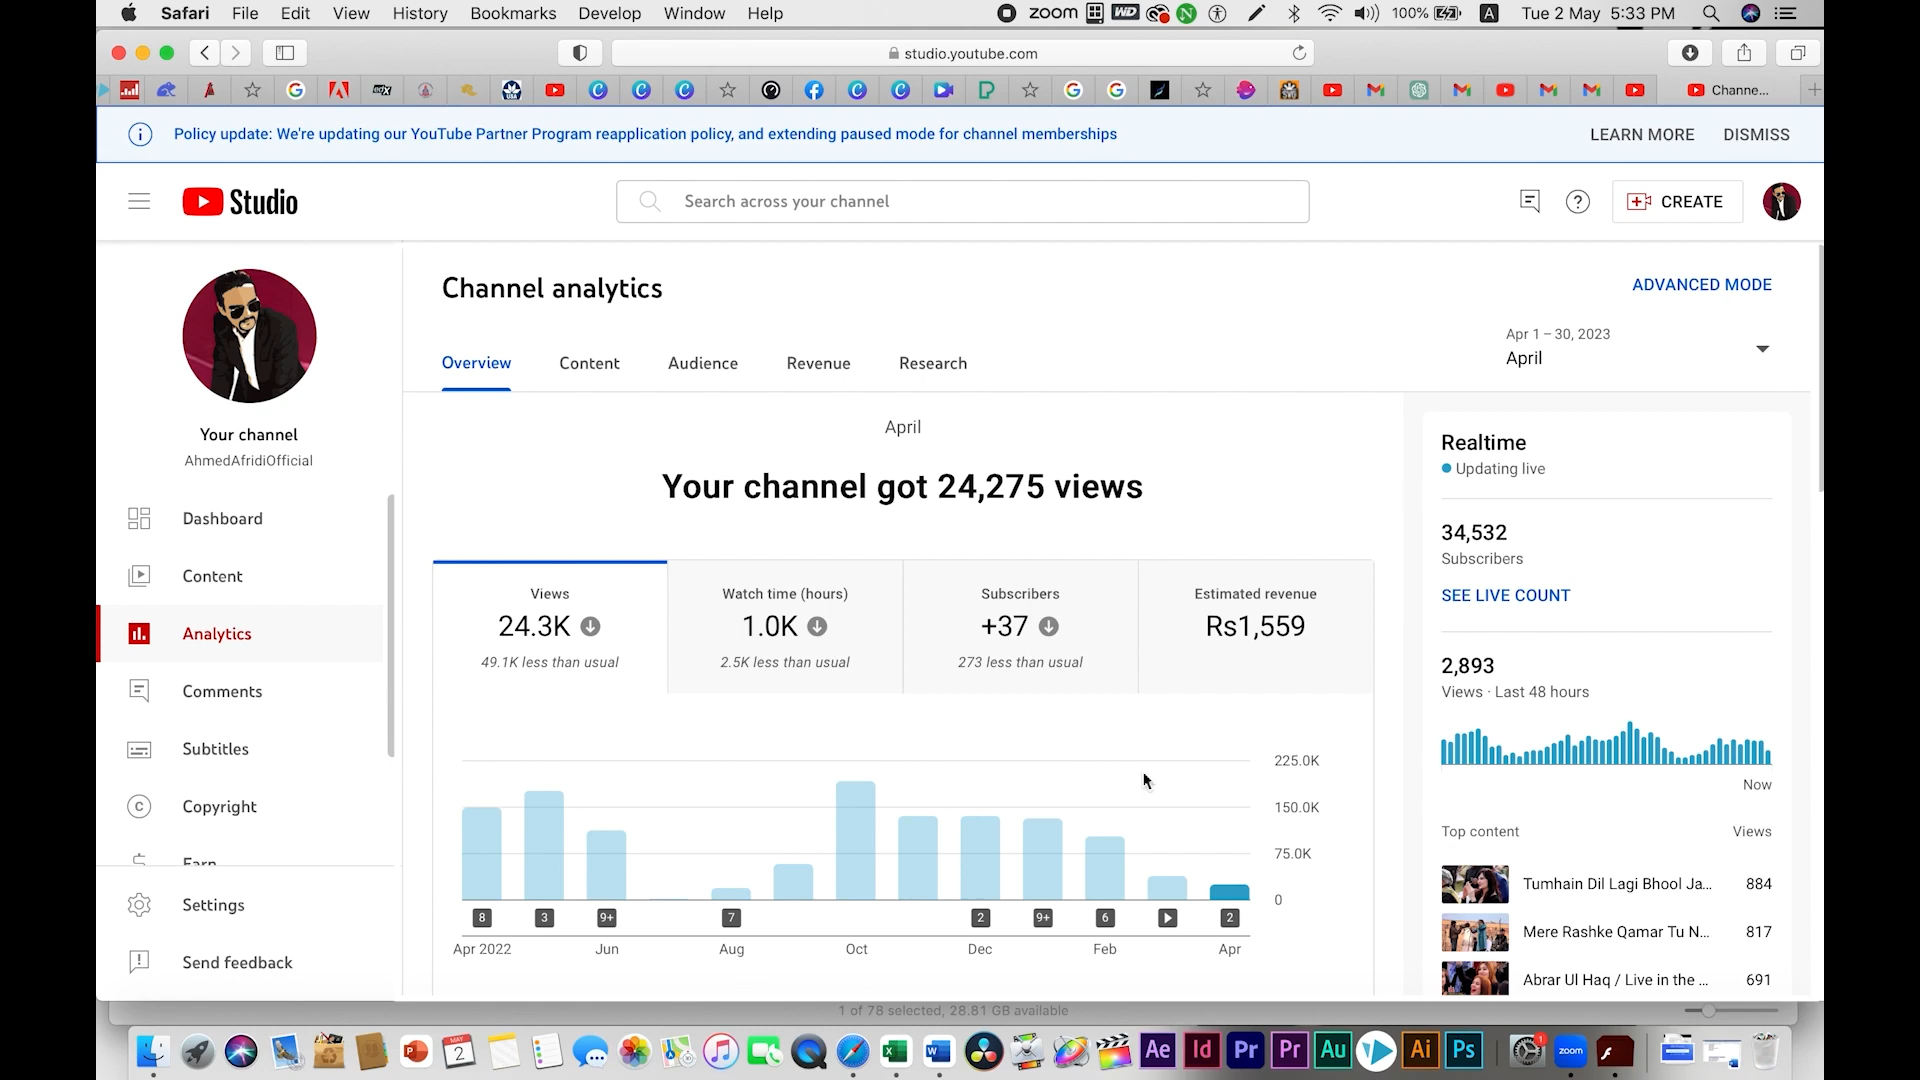 Safari File Edit View History Bookmarks Develop Window Help zoom WD 100% A Tue 2 May 5:33 PM
studio.youtube.com
Channe...
Policy update: We're updating our YouTube Partner Program reapplication policy, and extending paused mode for channel memberships LEARN MORE DISMISS
Studio
Search across your channel
CREATE
Channel analytics
ADVANCED MODE
Apr 1 – 30, 2023
April
Overview Content Audience Revenue Research
Your channel
AhmedAfridiOfficial
Dashboard
Content
Analytics
Comments
Subtitles
Copyright
Earn
Settings
Send feedback
April
Your channel got 24,275 views
Views
24.3K
49.1K less than usual
Watch time (hours)
1.0K
2.5K less than usual
Subscribers
+37
273 less than usual
Estimated revenue
Rs1,559
225.0K
150.0K
75.0K
0
8 3 9+ 7 2 9+ 6 2
Apr 2022 Jun Aug Oct Dec Feb Apr
Realtime
Updating live
34,532
Subscribers
SEE LIVE COUNT
2,893
Views · Last 48 hours
Now
Top content Views
Tumhain Dil Lagi Bhool Ja... 884
Mere Rashke Qamar Tu N... 817
Abrar Ul Haq / Live in the ... 691
1 of 78 selected, 28.81 GB available
MAY
2
Ae Id Pr Pr Au Ai Ps
1
zoom